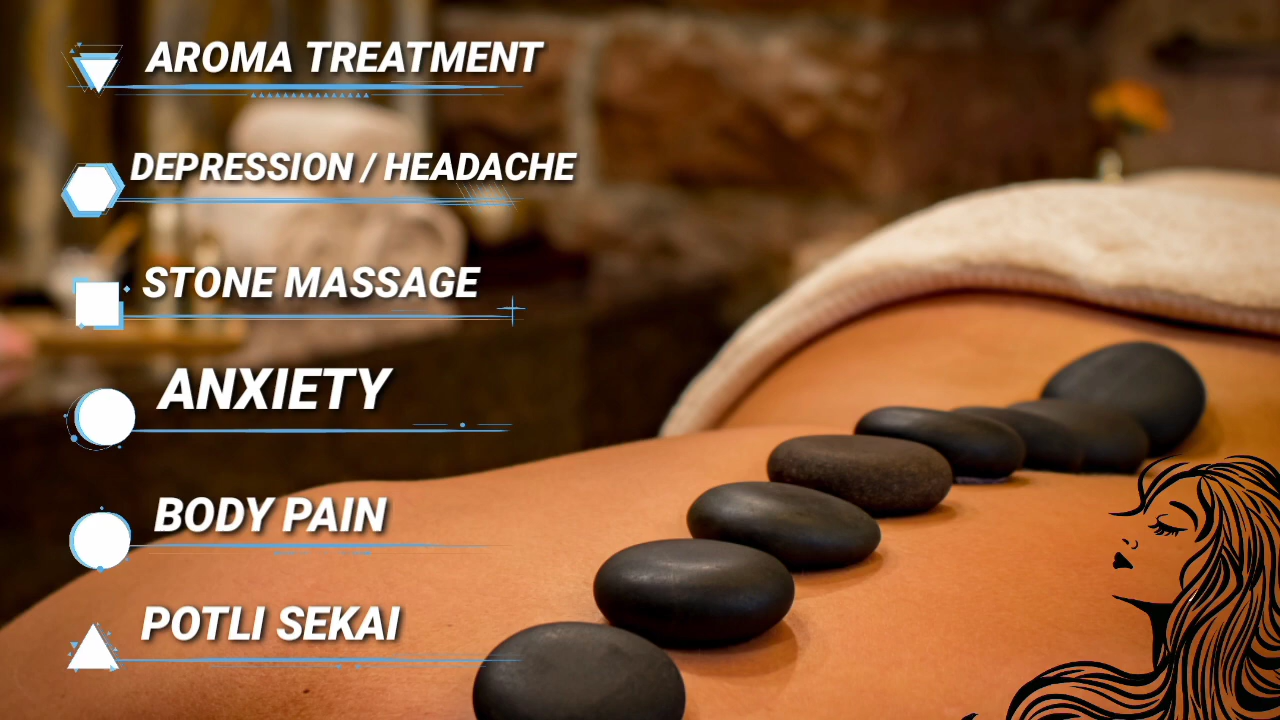 AROMA TREATMENT
DEPRESSION / HEADACHE
STONE MASSAGE
ANXIETY
BODY PAIN
POTLI SEKAI